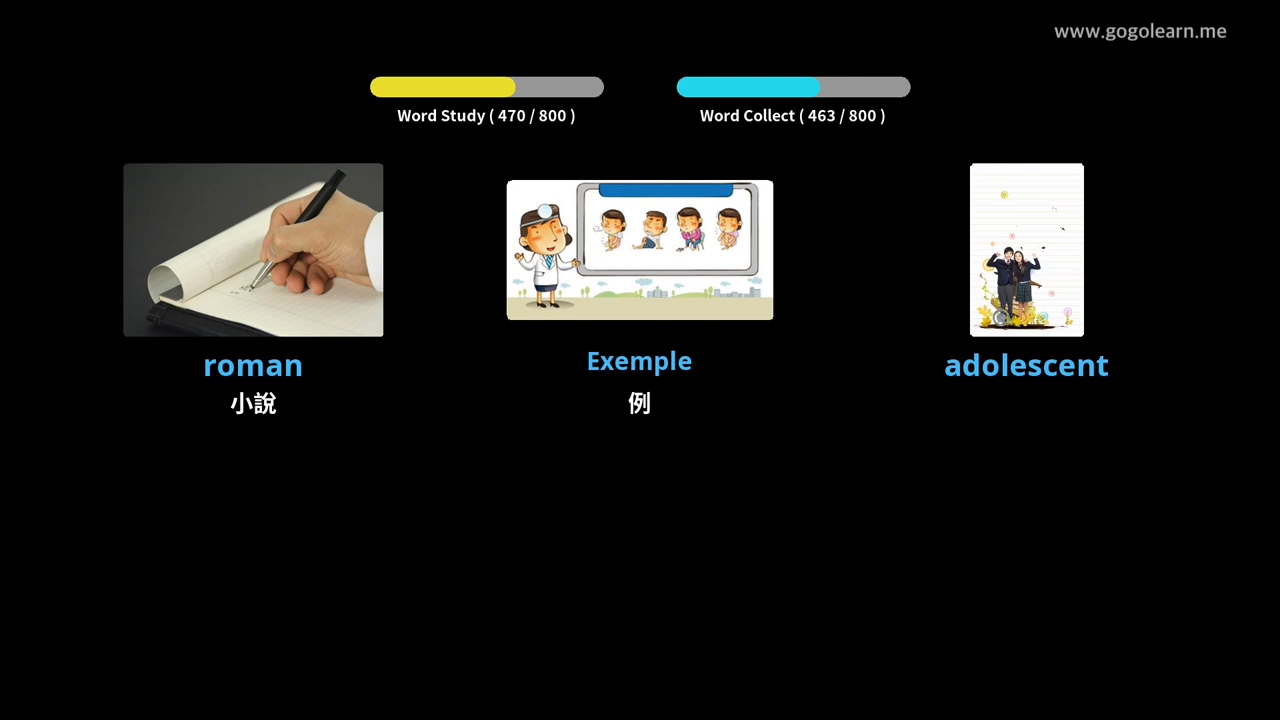 www.gogolearn.me
Word Study ( 470 / 800 )
Word Collect ( 463 / 800 )
roman
小說
Exemple
例
adolescent